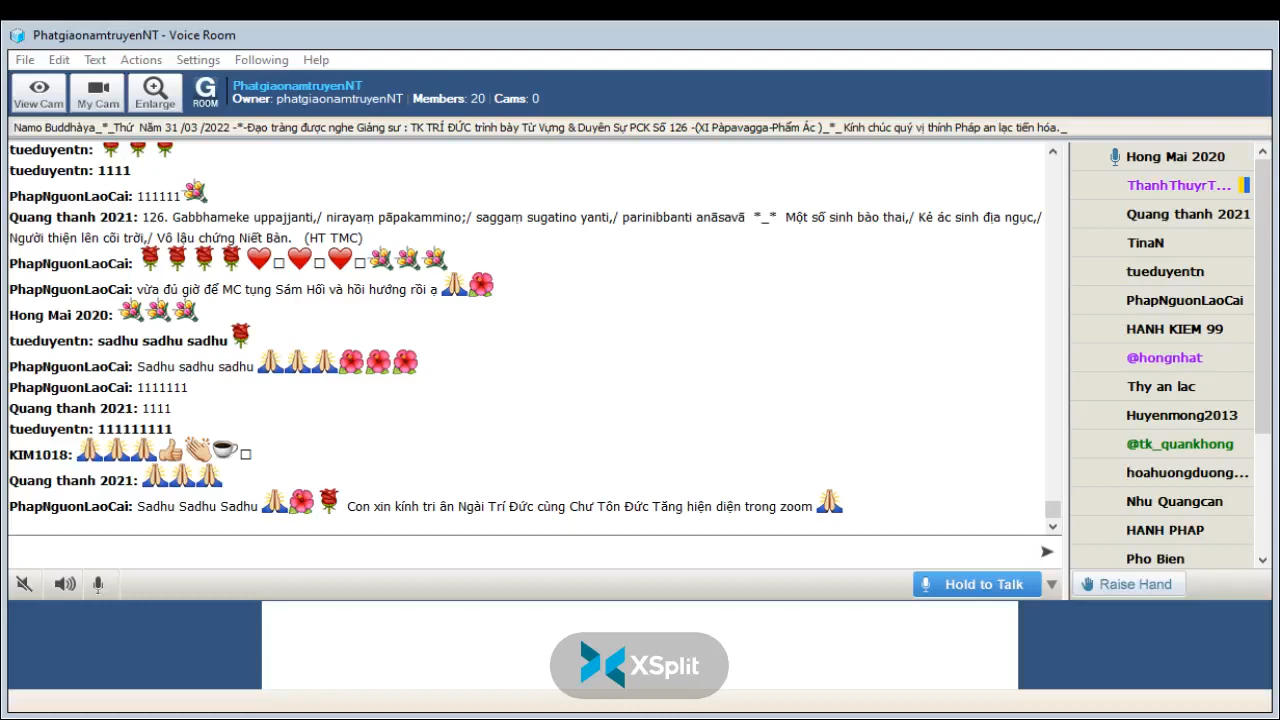 PhatgiaonamtruyenNT - Voice Room
File Edit Text Actions Settings Following Help
View Cam My Cam Enlarge G ROOM
PhatgiaonamtruyenNT
Owner: phatgiaonamtruyenNT | Members: 20 | Cams: 0
Namo Buddhàya_*_Thứ Năm 31 /03 /2022 -*-Đạo tràng được nghe Giảng sư : TK TRÍ ĐỨC trình bày Từ Vựng & Duyên Sự PCK Số 126 -(XI Pàpavagga-Phẩm Ác )_*_ Kính chúc quý vị thính Pháp an lạc tiến hóa._
tueduyentn:
tueduyentn: 1111
PhapNguonLaoCai: 111111
Quang thanh 2021: 126. Gabbhameke uppajjanti,/ nirayaṃ pāpakammino;/ saggaṃ sugatino yanti,/ parinibbanti anāsavā *_* Một số sinh bào thai,/ Kẻ ác sinh địa ngục,/
Người thiện lên cõi trời,/ Vô lậu chứng Niết Bàn. (HT TMC)
PhapNguonLaoCai:
PhapNguonLaoCai: vừa đủ giờ để MC tụng Sám Hối và hồi hướng rồi ạ
Hong Mai 2020:
tueduyentn: sadhu sadhu sadhu
PhapNguonLaoCai: Sadhu sadhu sadhu
PhapNguonLaoCai: 1111111
Quang thanh 2021: 1111
tueduyentn: 111111111
KIM1018:
Quang thanh 2021:
PhapNguonLaoCai: Sadhu Sadhu Sadhu Con xin kính tri ân Ngài Trí Đức cùng Chư Tôn Đức Tăng hiện diện trong zoom
Hold to Talk
Hong Mai 2020
ThanhThuyrT...
Quang thanh 2021
TinaN
tueduyentn
PhapNguonLaoCai
HANH KIEM 99
@hongnhat
Thy an lac
Huyenmong2013
@tk_quankhong
hoahuongduong...
Nhu Quangcan
HANH PHAP
Pho Bien
Raise Hand
XSplit